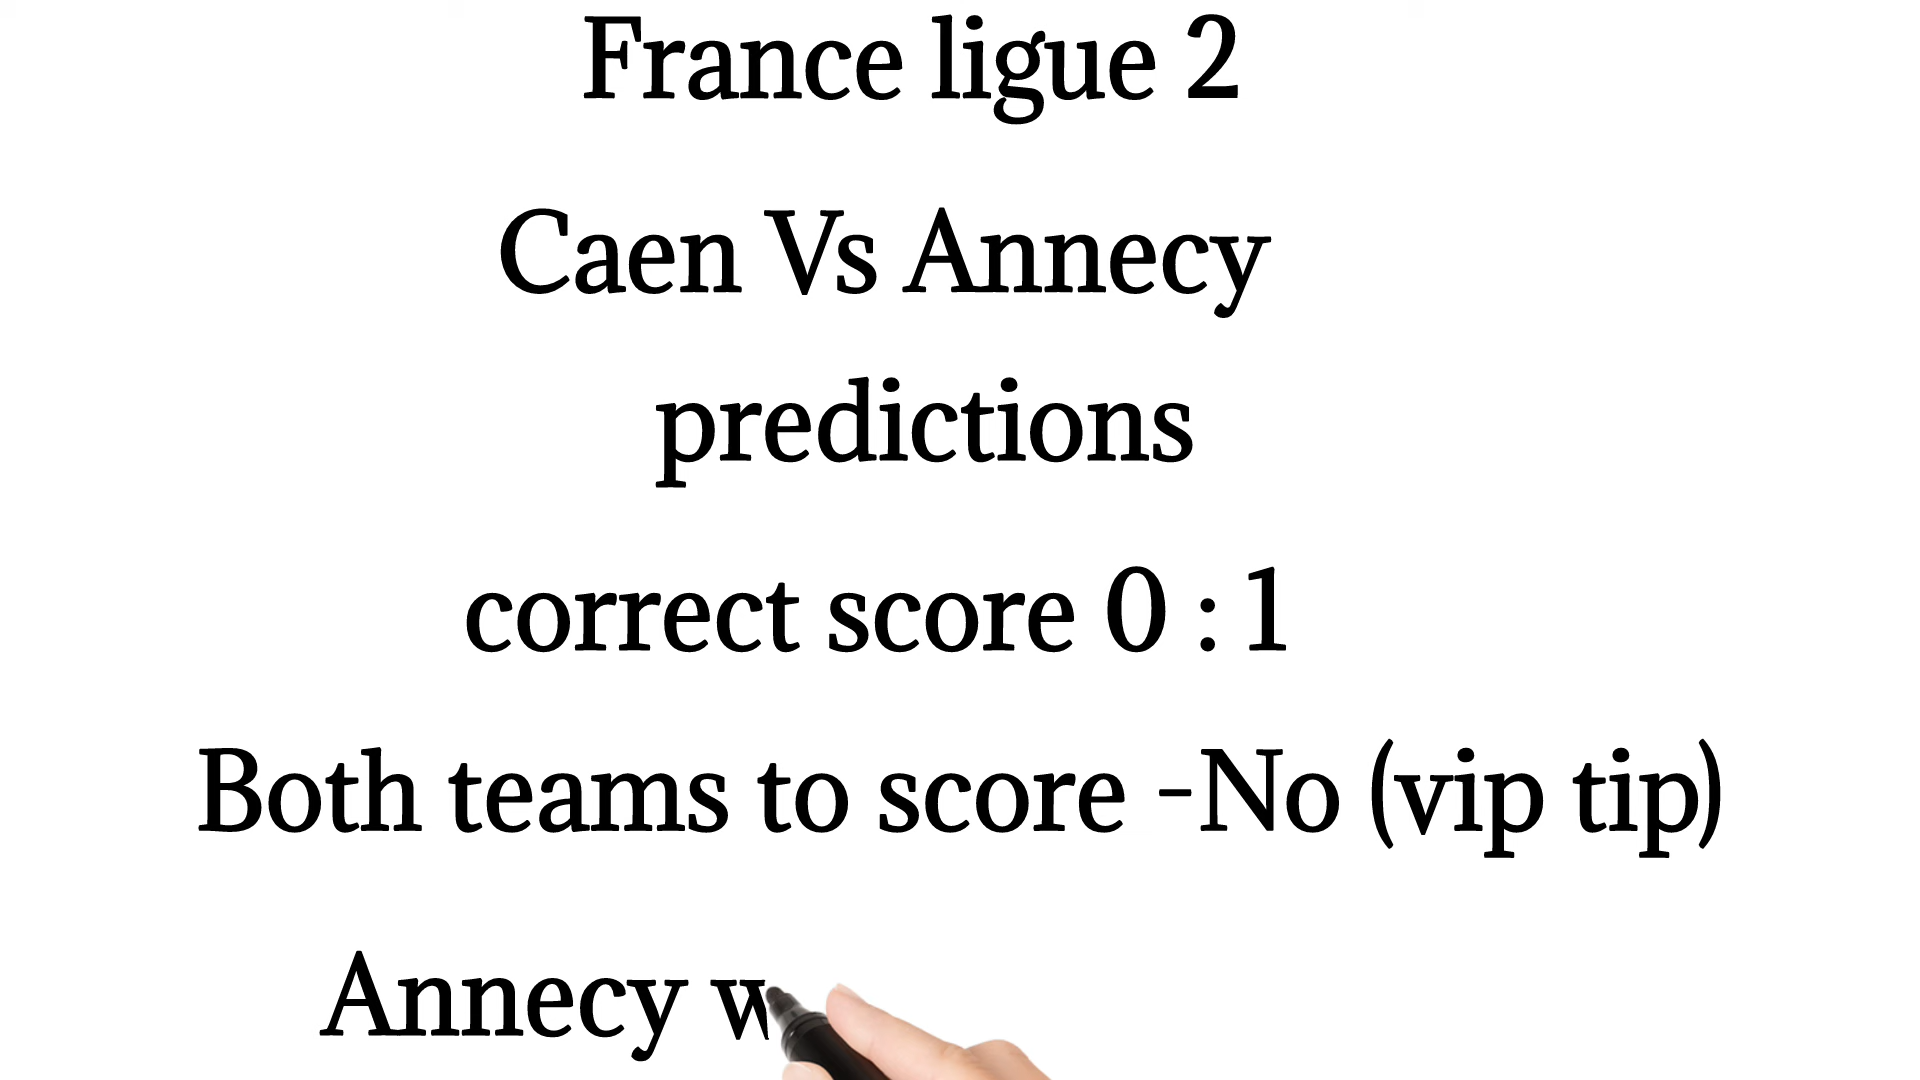 France ligue 2
Caen Vs Annecy
predictions
correct score 0 : 1
Both teams to score -No (vip tip)
Annecy w